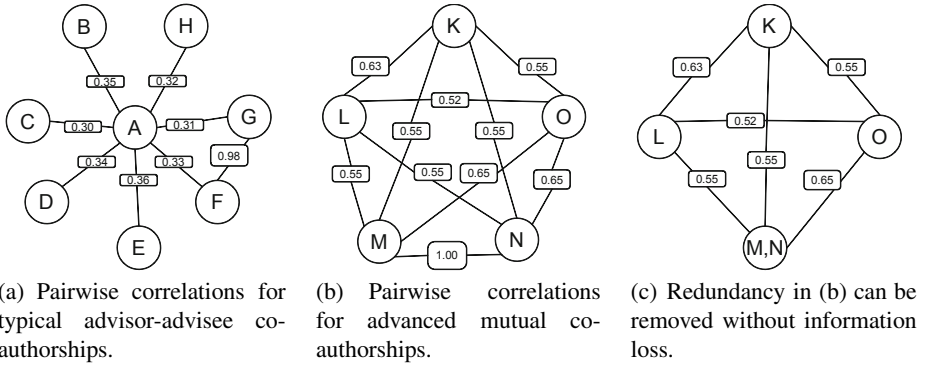 B
H
0.35
0.32
C
0.30
A
0.31
G
0.98
0.34
0.33
0.36
D
F
E
K
0.63
0.55
L
0.52
O
0.55
0.55
0.55
0.55
0.65
0.65
M
N
1.00
K
0.63
0.55
L
0.52
O
0.55
0.55
0.65
M,N
(a) Pairwise correlations for
typical advisor-advisee co-
authorships.
(b) Pairwise correlations
for advanced mutual co-
authorships.
(c) Redundancy in (b) can be
removed without information
loss.